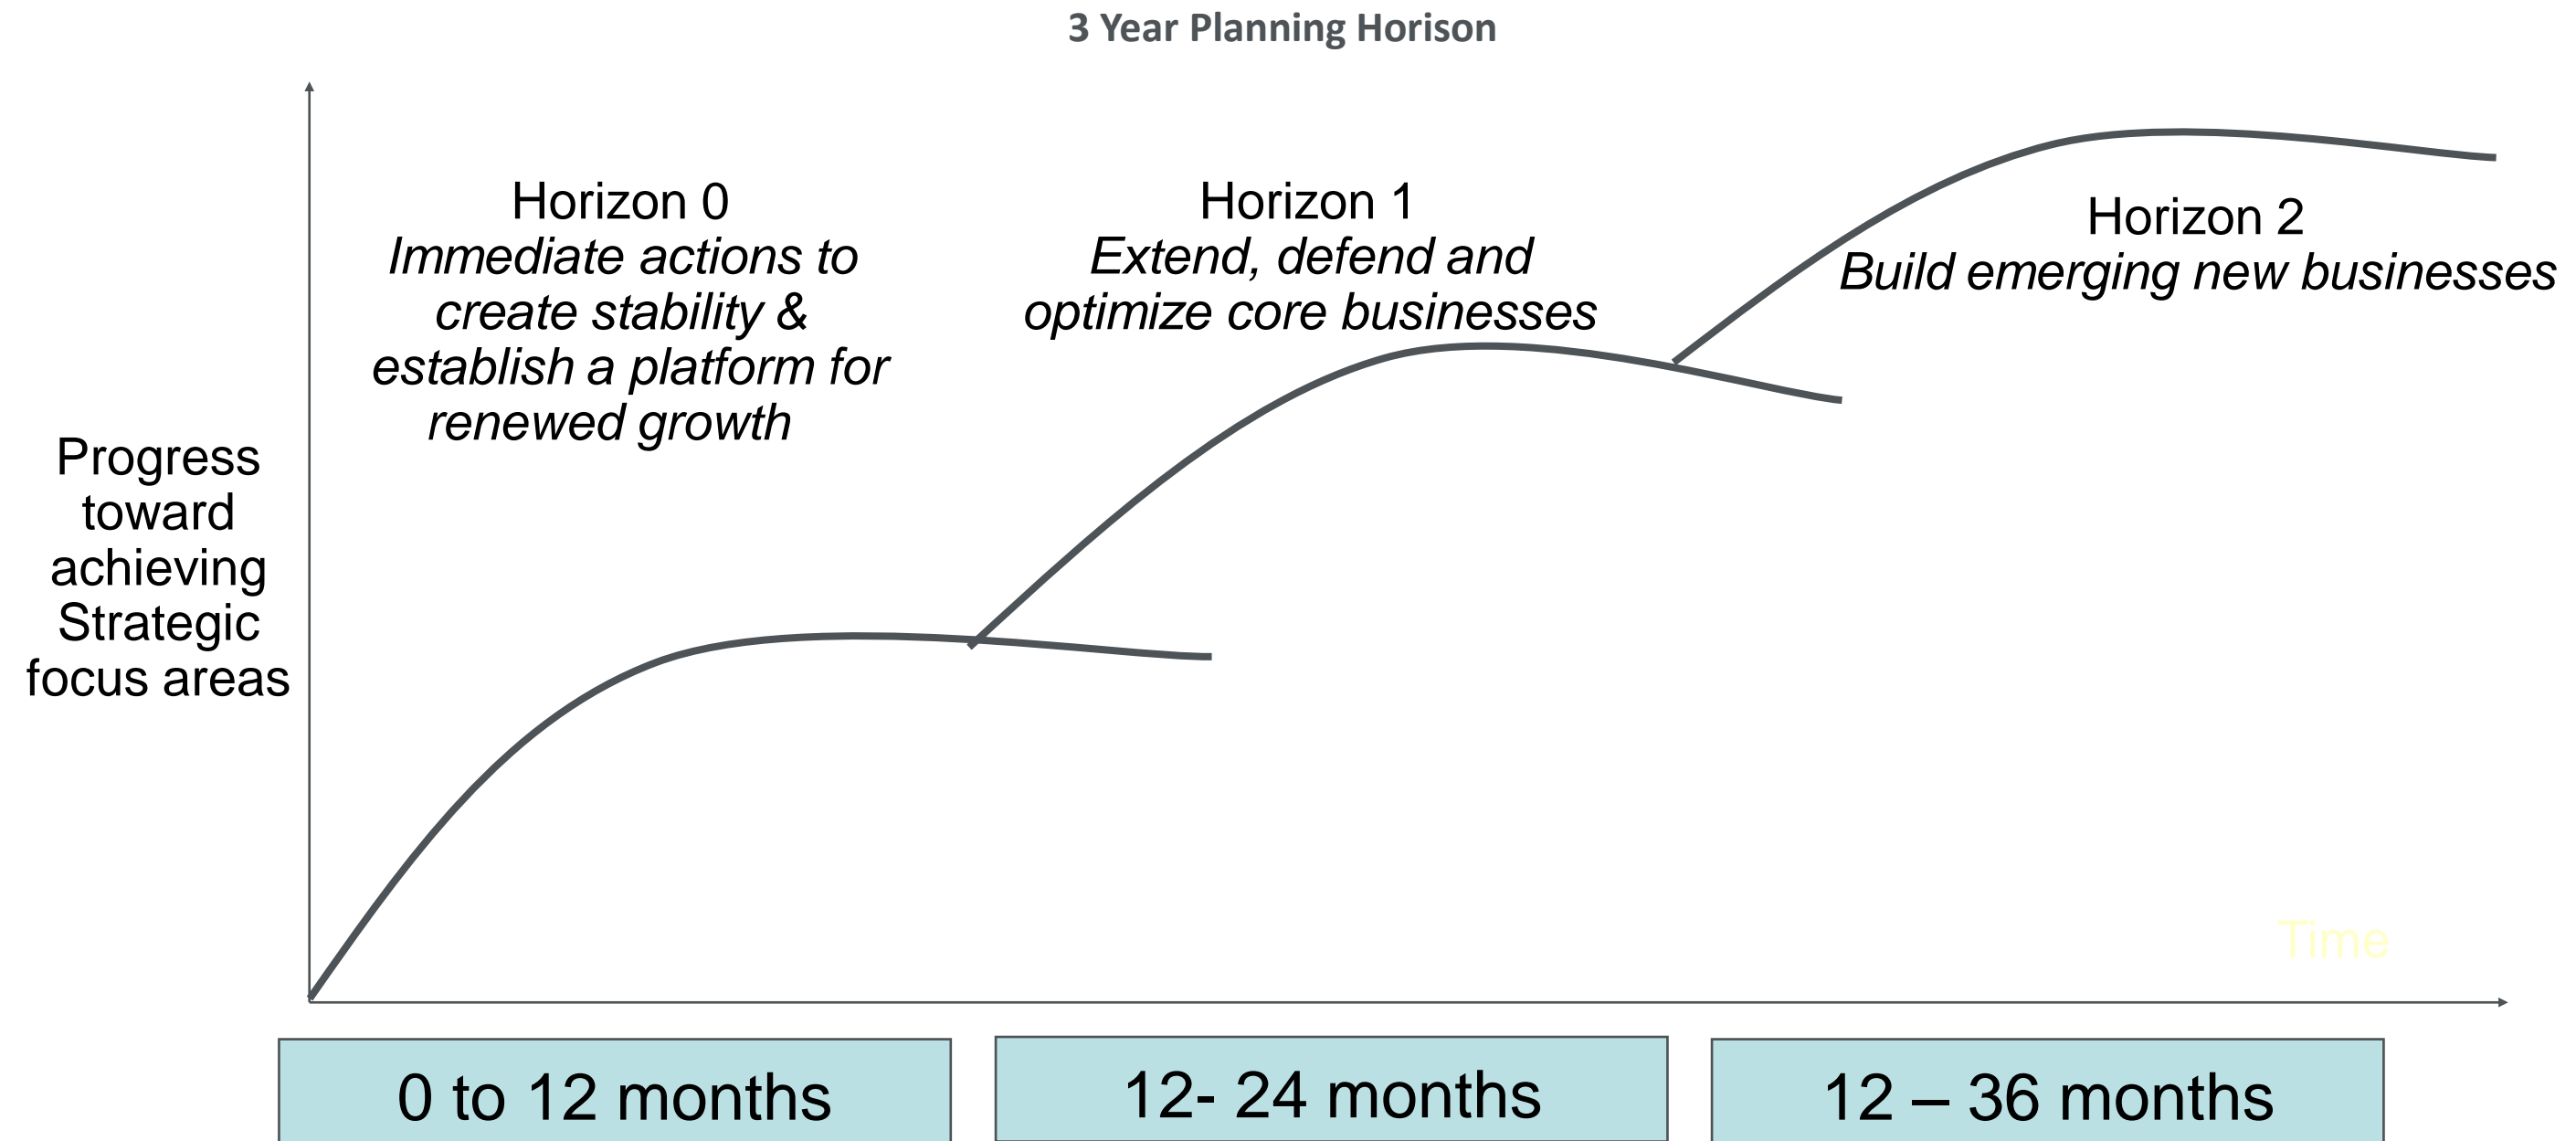 3 Year Planning Horison
Horizon 0
Immediate actions to
create stability &
establish a platform for
renewed growth
Horizon 1
Extend, defend and
optimize core businesses
Horizon 2
Build emerging new businesses
Progress
toward
achieving
Strategic
focus areas
Time
0 to 12 months
12- 24 months
12 – 36 months